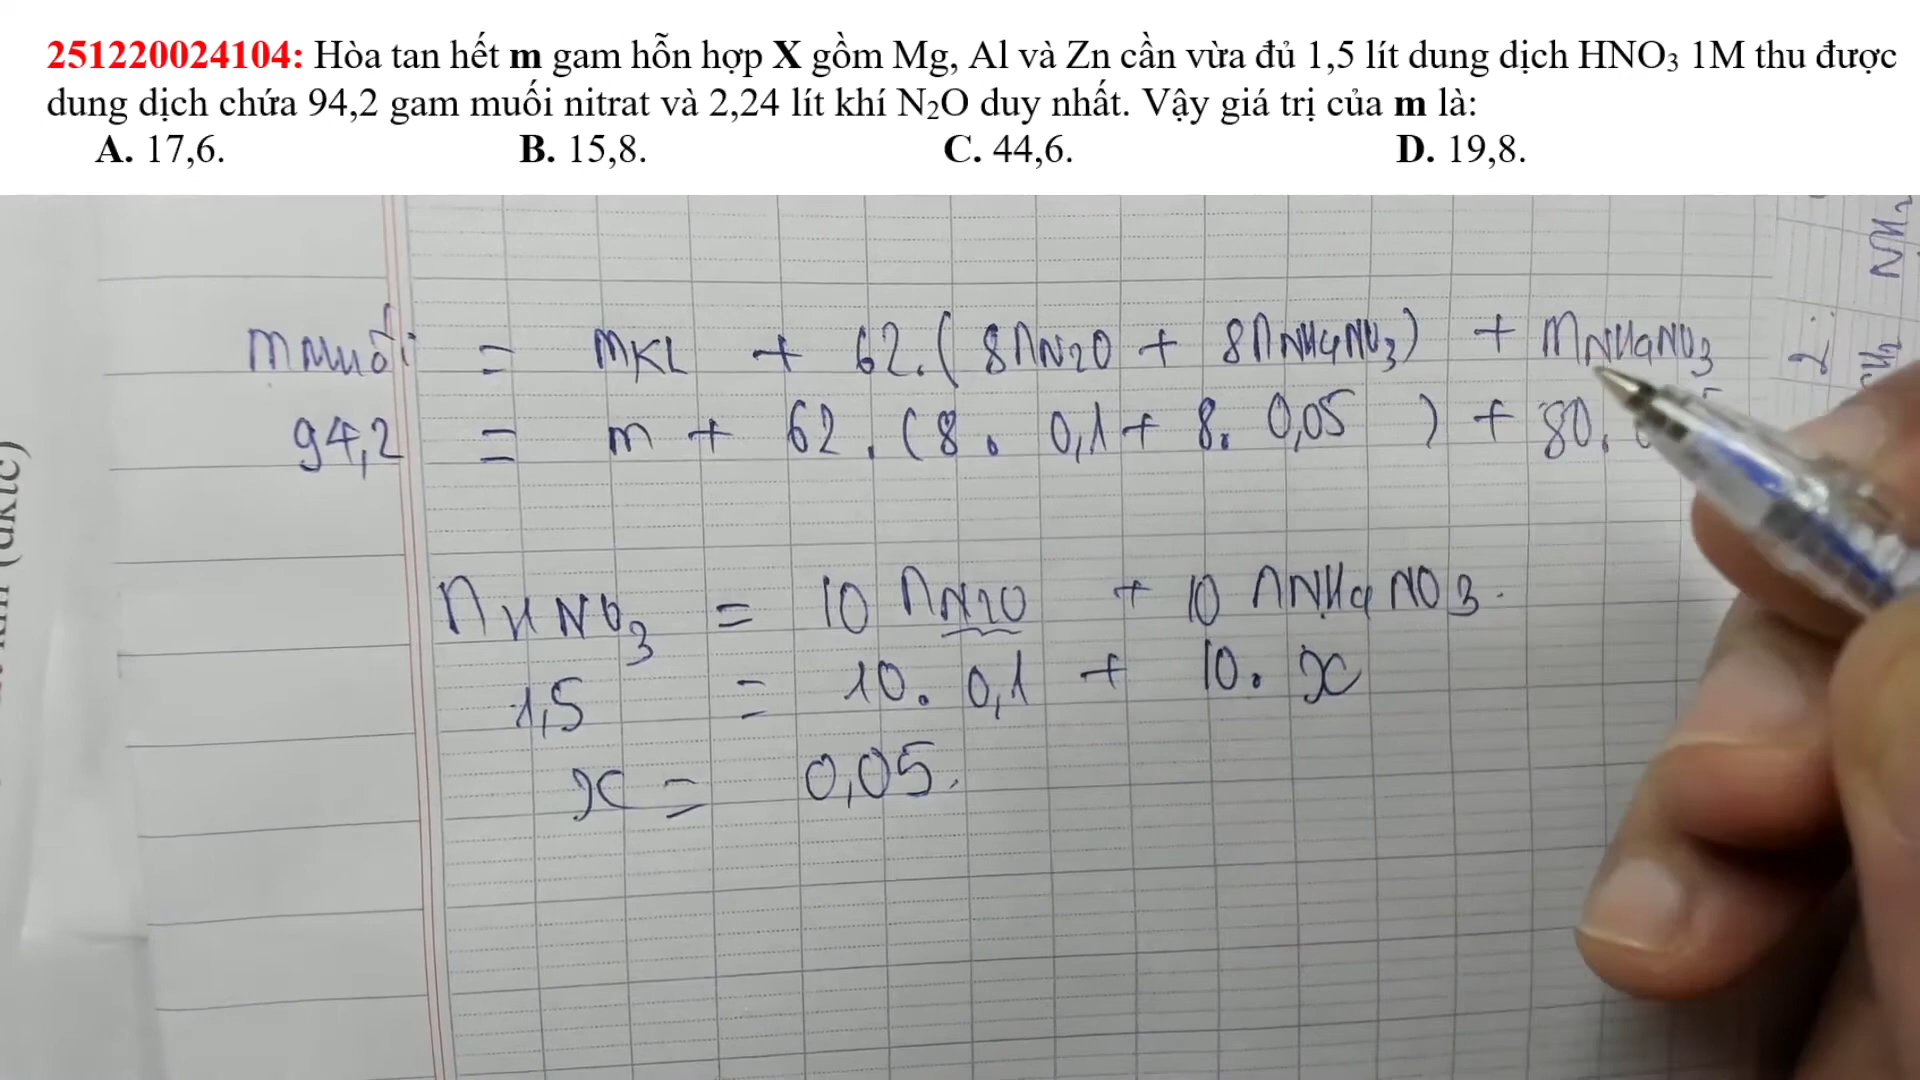 251220024104: Hòa tan hết m gam hỗn hợp X gồm Mg, Al và Zn cần vừa đủ 1,5 lít dung dịch HNO₃ 1M thu được
dung dịch chứa 94,2 gam muối nitrat và 2,24 lít khí N₂O duy nhất. Vậy giá trị của m là:
A. 17,6. B. 15,8. C. 44,6. D. 19,8.
mmuối = mKL + 62.(8nN2O + 8nNH4NO3) + mNH4NO3
94,2 = m + 62.(8. 0,1 + 8. 0,05) + 80.
nHNO3 = 10 nN2O + 10 nNH4NO3.
1,5 = 10. 0,1 + 10. x
x = 0,05.
(đktc)